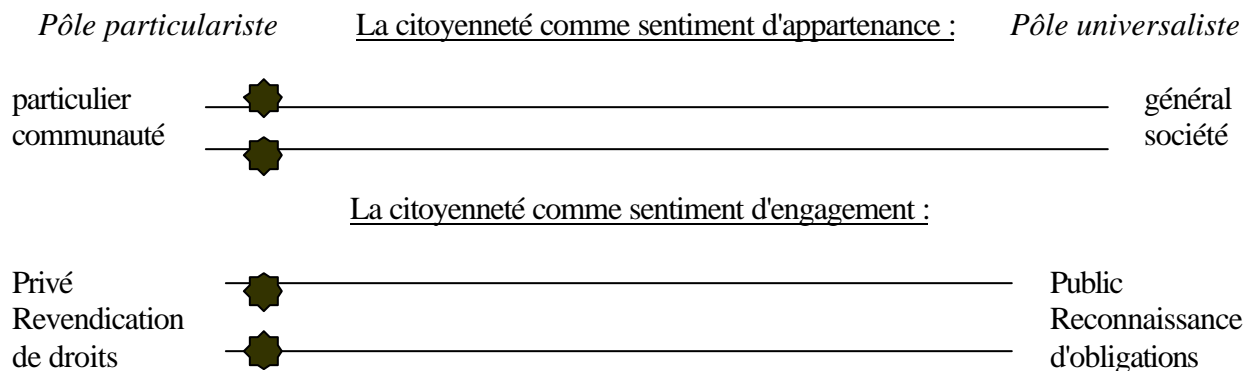 Pôle particulariste La citoyenneté comme sentiment d'appartenance : Pôle universaliste
particulier général
communauté société
La citoyenneté comme sentiment d'engagement :
Privé Public
Revendication Reconnaissance
de droits d'obligations